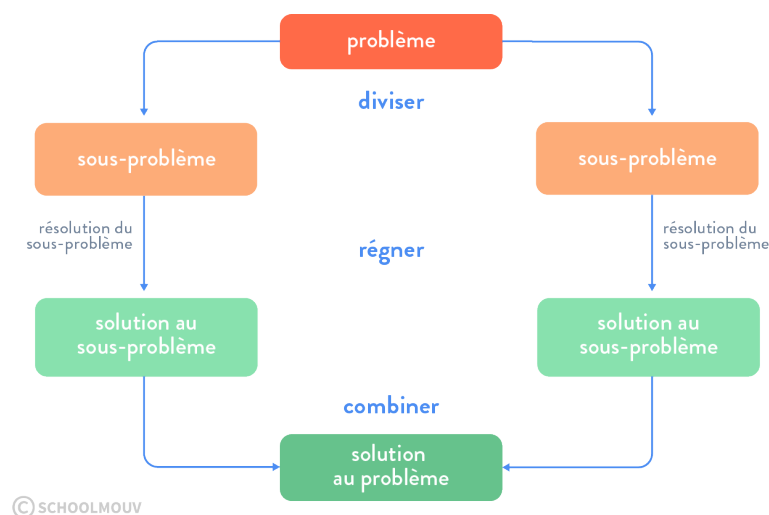 problème
diviser
sous-problème
sous-problème
résolution du
sous-problème
régner
résolution du
sous-problème
solution au
sous-problème
solution au
sous-problème
combiner
solution
au problème
© SCHOOLMOUV